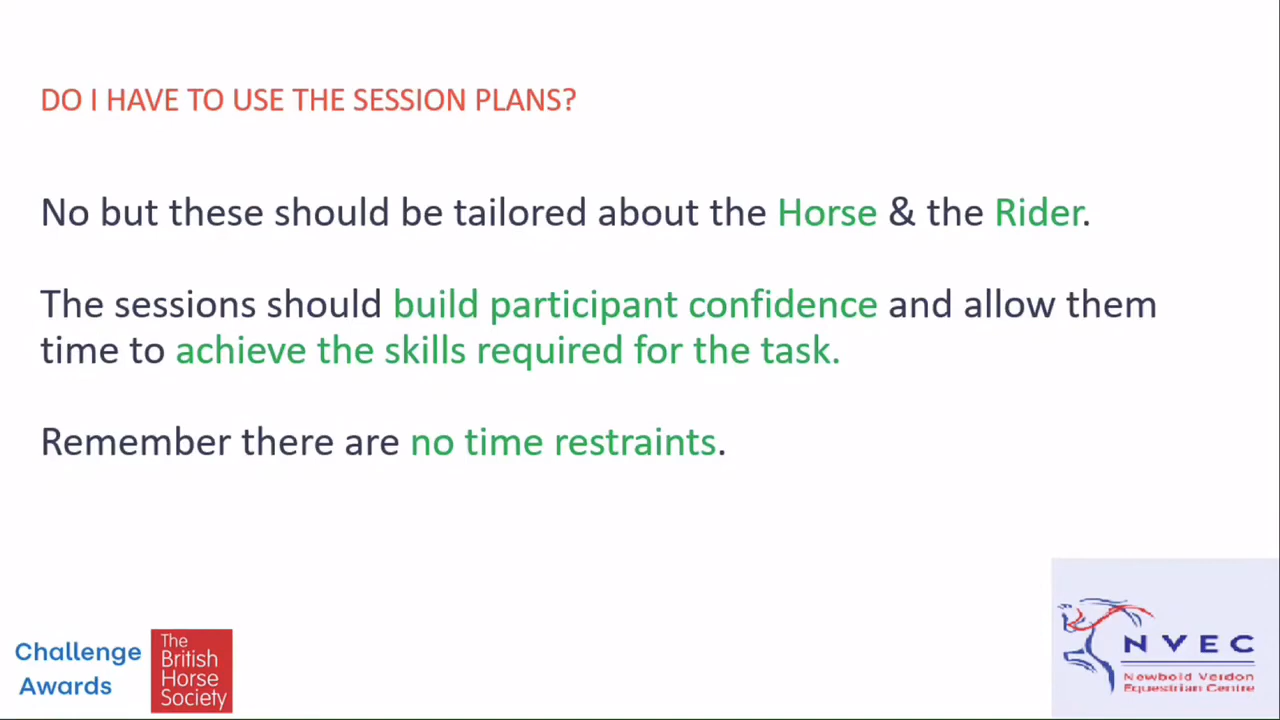 DO I HAVE TO USE THE SESSION PLANS?
No but these should be tailored about the Horse & the Rider.
The sessions should build participant confidence and allow them
time to achieve the skills required for the task.
Remember there are no time restraints.
Challenge
Awards
The
British
Horse
Society
NVEC
Newbold Verdon
Equestrian Centre